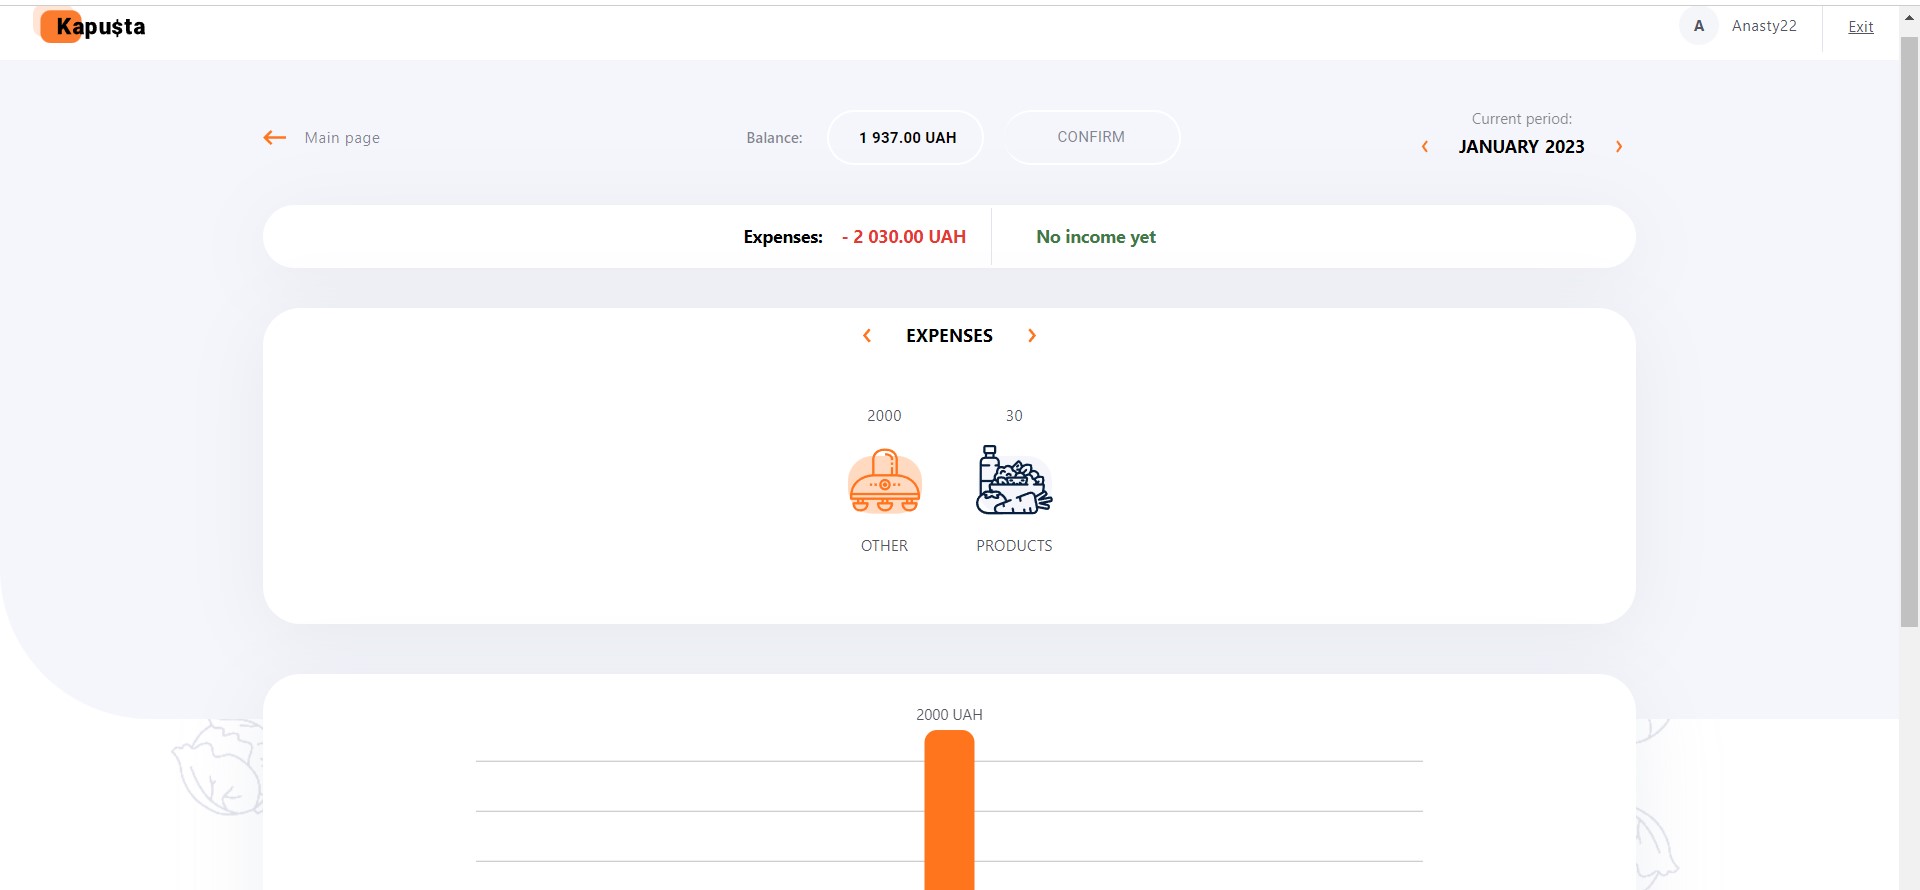 Kapu$ta
A Anasty22 Exit
Main page
Balance: 1 937.00 UAH CONFIRM
Current period:
JANUARY 2023
Expenses: - 2 030.00 UAH No income yet
EXPENSES
2000 30
OTHER PRODUCTS
2000 UAH